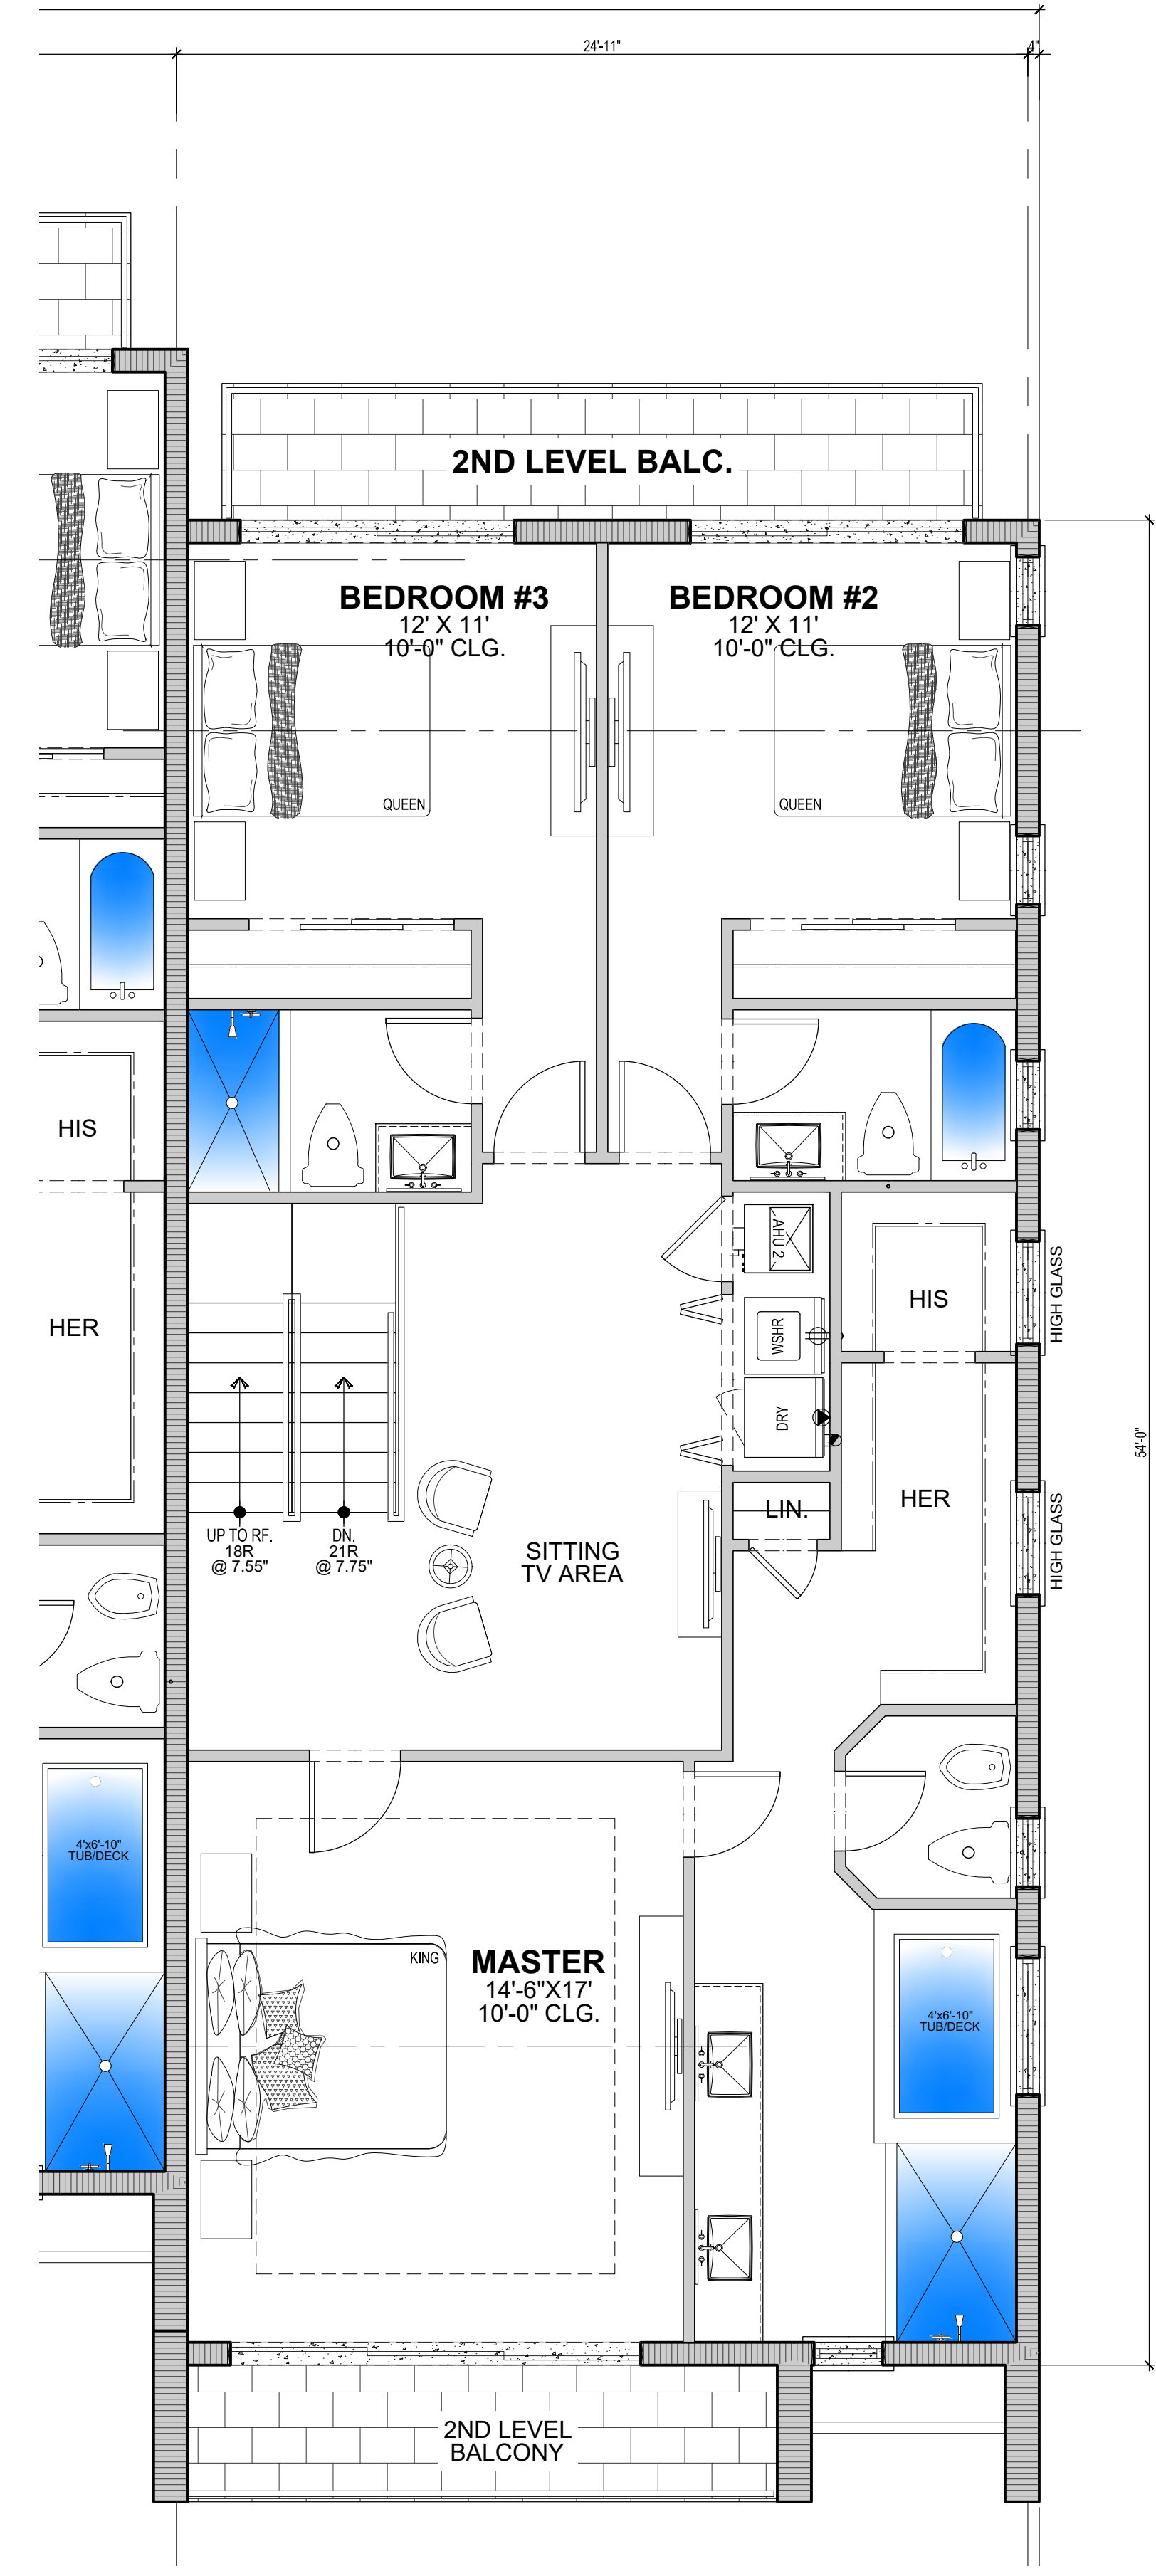 24'-11"
4"
2ND LEVEL BALC.
BEDROOM #3
12' X 11'
10'-0" CLG.
BEDROOM #2
12' X 11'
10'-0" CLG.
QUEEN
QUEEN
HIS
HER
AHU 2
WSHR
DRY
HIS
HIGH GLASS
HER
HIGH GLASS
54'-0"
LIN.
UP TO RF.
18R
@ 7.55"
DN.
21R
@ 7.75"
SITTING
TV AREA
4'x6'-10"
TUB/DECK
KING
MASTER
14'-6"X17'
10'-0" CLG.
4'x6'-10"
TUB/DECK
2ND LEVEL
BALCONY